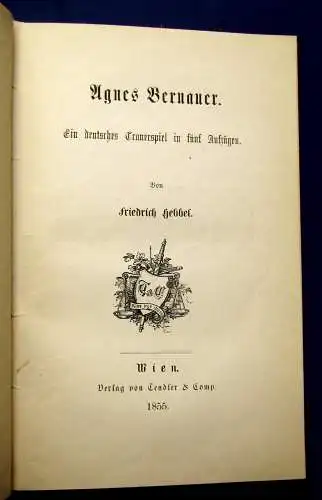 Agnes Bernauer.
Ein deutsches Trauerspiel in fünf Aufzügen.
Von
Friedrich Hebbel.
T & C
Wien.
Verlag von Tendler & Comp.
1855.